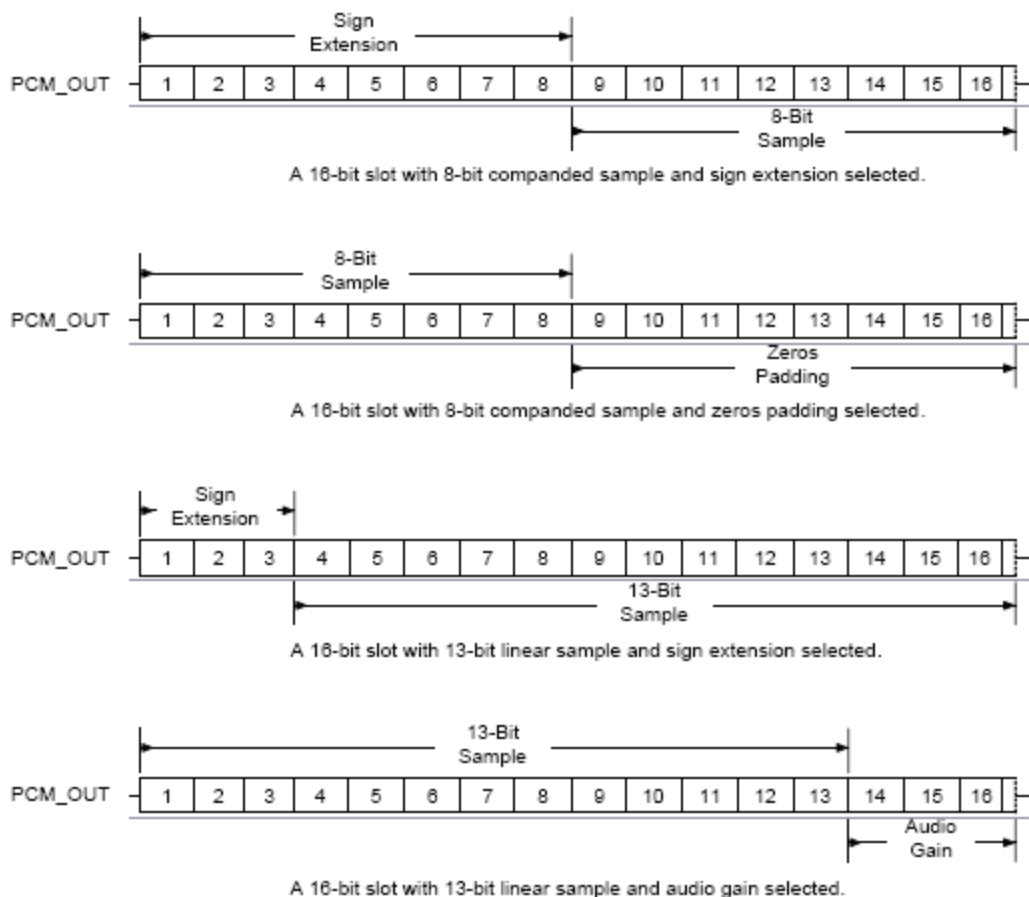 Sign
Extension
PCM_OUT 1 2 3 4 5 6 7 8 9 10 11 12 13 14 15 16
8-Bit
Sample
A 16-bit slot with 8-bit companded sample and sign extension selected.
8-Bit
Sample
PCM_OUT 1 2 3 4 5 6 7 8 9 10 11 12 13 14 15 16
Zeros
Padding
A 16-bit slot with 8-bit companded sample and zeros padding selected.
Sign
Extension
PCM_OUT 1 2 3 4 5 6 7 8 9 10 11 12 13 14 15 16
13-Bit
Sample
A 16-bit slot with 13-bit linear sample and sign extension selected.
13-Bit
Sample
PCM_OUT 1 2 3 4 5 6 7 8 9 10 11 12 13 14 15 16
Audio
Gain
A 16-bit slot with 13-bit linear sample and audio gain selected.